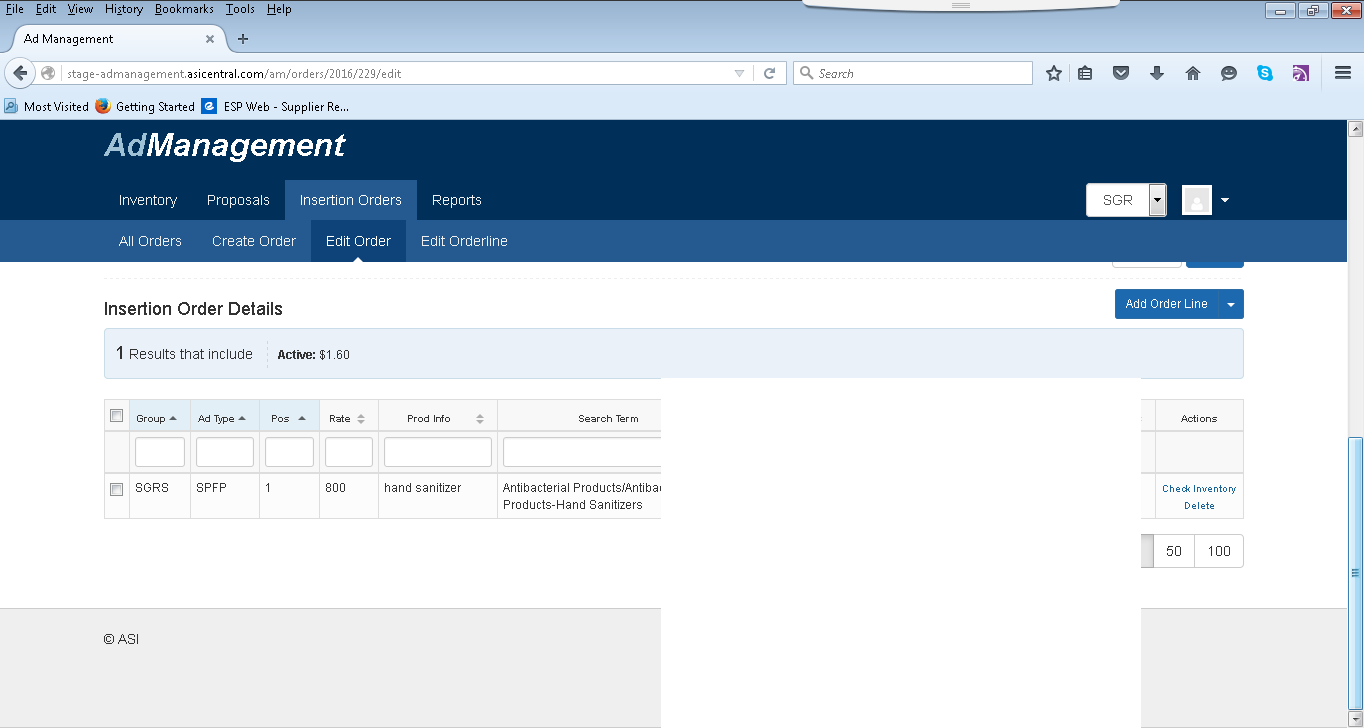 File Edit View History Bookmarks Tools Help
Ad Management
stage-admanagement.asicentral.com/am/orders/2016/229/edit
Search
Most Visited Getting Started ESP Web - Supplier Re...
AdManagement
Inventory Proposals Insertion Orders Reports SGR
All Orders Create Order Edit Order Edit Orderline
Insertion Order Details Add Order Line
1 Results that include Active: $1.60
Group Ad Type Pos Rate Prod Info Search Term Actions
SGRS SPFP 1 800 hand sanitizer Antibacterial Products/Antibac Check Inventory
Products-Hand Sanitizers Delete
50 100
© ASI